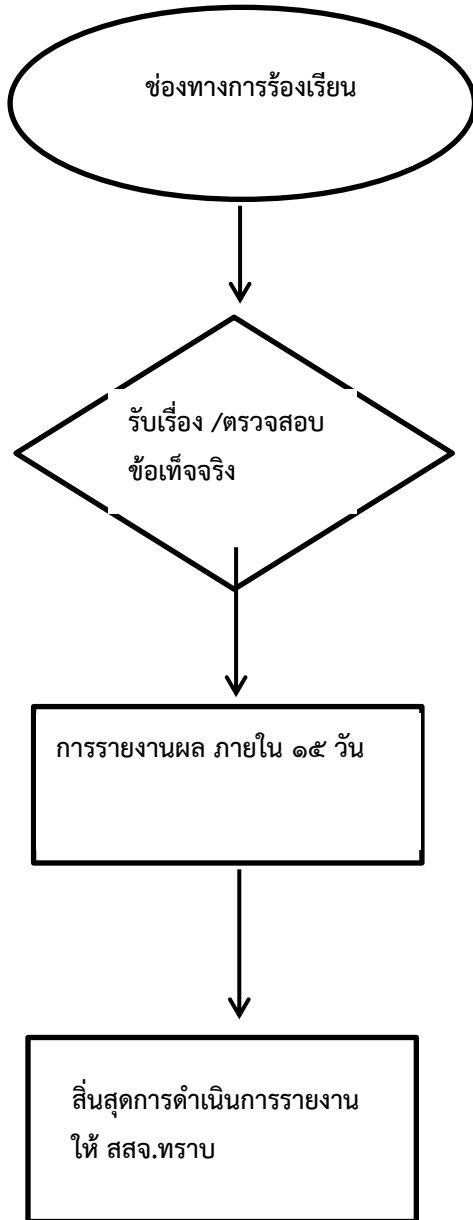 ช่องทางการร้องเรียน
รับเรื่อง /ตรวจสอบ
ข้อเท็จจริง
การรายงานผล ภายใน ๑๕ วัน
สิ่นสุดการดำเนินการรายงาน
ให้ สสจ.ทราบ